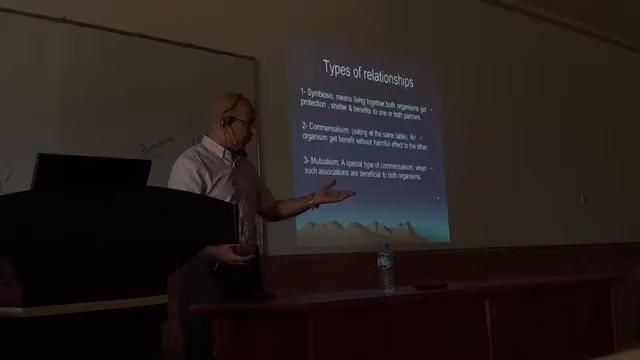 Types of relationships
1- Symbiosis; means living together,both organisms get
protection , shelter & benefits to one or both partners.
2- Commensalism; (eating at the same table), An
organisim get benefit without harmful effect to the other.
3- Mutualism; A special type of commensalism, when
such associations are beneficial to both organisms.